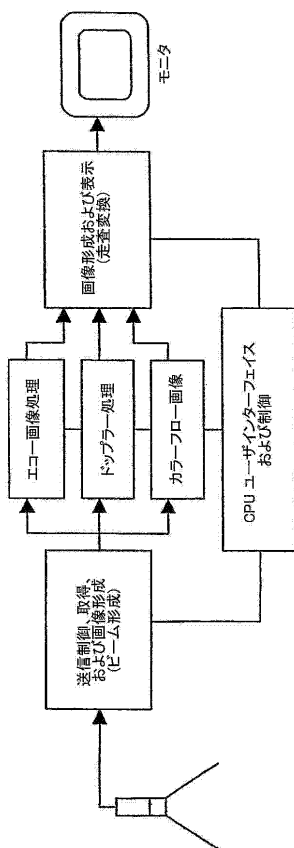 送信制御、取得、
および画像形成
(ビーム形成)
エコー画像処理
ドップラー処理
カラーフロー画像
画像形成および表示
(走査変換)
モニタ
CPU ユーザインターフェイス
および制御